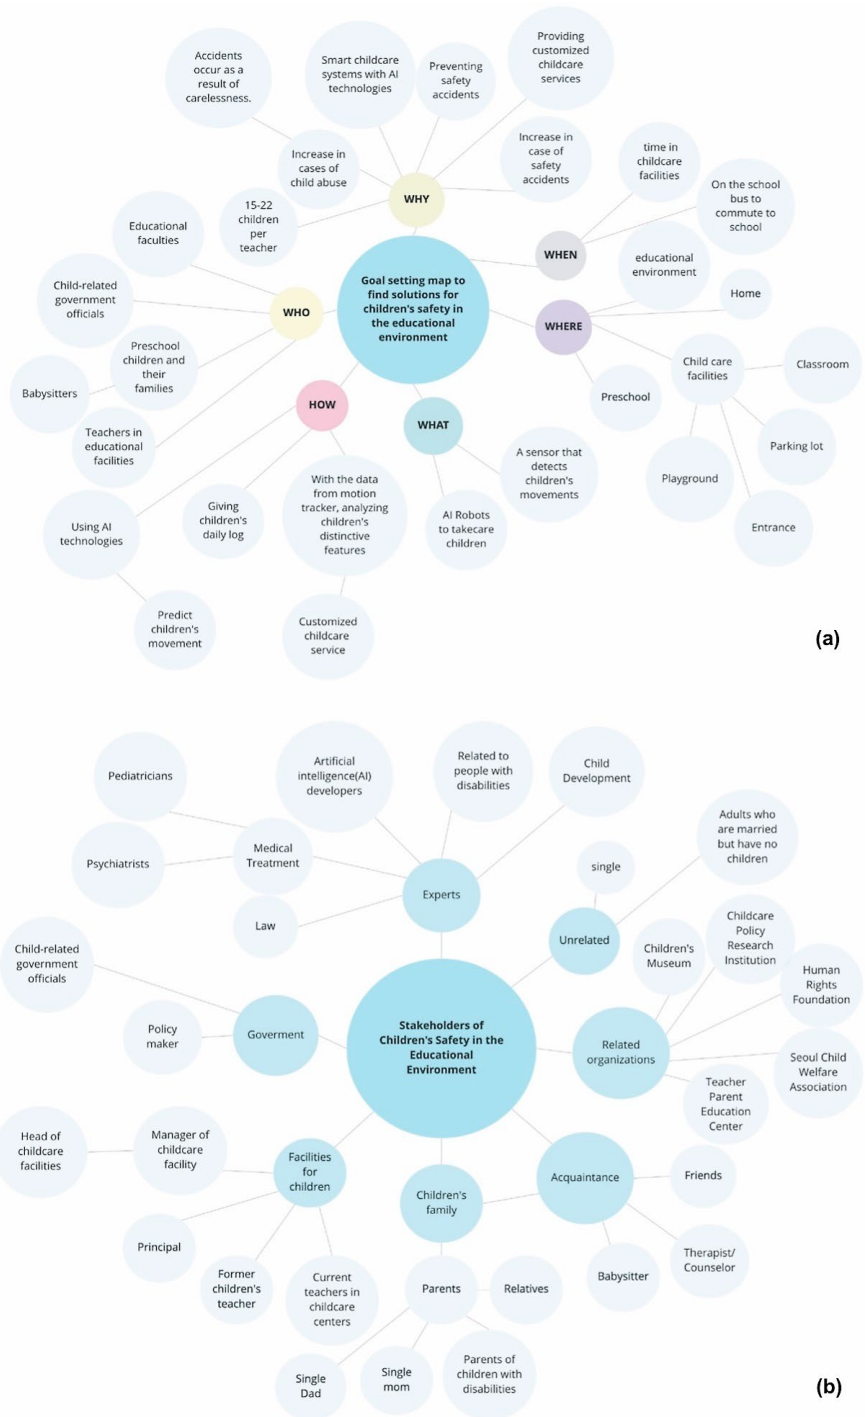 Accidents
occur as a
result of
carelessness.
Smart childcare
systems with AI
technologies
Preventing
safety
accidents
Providing
customized
childcare
services
Increase in
cases of
child abuse
Increase in
case of
safety
accidents
15-22
children
per
teacher
WHY
time in
childcare
facilities
On the school
bus to
commute to
school
WHEN
Educational
faculties
Child-related
government
officials
WHO
Preschool
children and
their
families
Babysitters
Teachers in
educational
facilities
Goal setting map to
find solutions for
children's safety in
the educational
environment
educational
environment
Home
WHERE
Child care
facilities
Classroom
Preschool
Parking lot
Playground
Entrance
HOW
WHAT
Using AI
technologies
Giving
children's
daily log
With the data
from motion
tracker, analyzing
children's
distinctive
features
AI Robots
to takecare
children
A sensor that
detects
children's
movements
Predict
children's
movement
Customized
childcare
service
(a)
Pediatricians
Artificial
intelligence(AI)
developers
Related to
people with
disabilities
Child
Development
Psychiatrists
Medical
Treatment
Law
Experts
single
Adults who
are married
but have no
children
Unrelated
Child-related
government
officials
Policy
maker
Goverment
Stakeholders of
Children's Safety in the
Educational
Environment
Children's
Museum
Childcare
Policy
Research
Institution
Human
Rights
Foundation
Related
organizations
Seoul Child
Welfare
Association
Teacher
Parent
Education
Center
Head of
childcare
facilities
Manager of
childcare
facility
Facilities
for
children
Principal
Former
children's
teacher
Current
teachers in
childcare
centers
Children's
family
Acquaintance
Friends
Therapist/
Counselor
Babysitter
Parents
Relatives
Single
Dad
Single
mom
Parents of
children with
disabilities
(b)